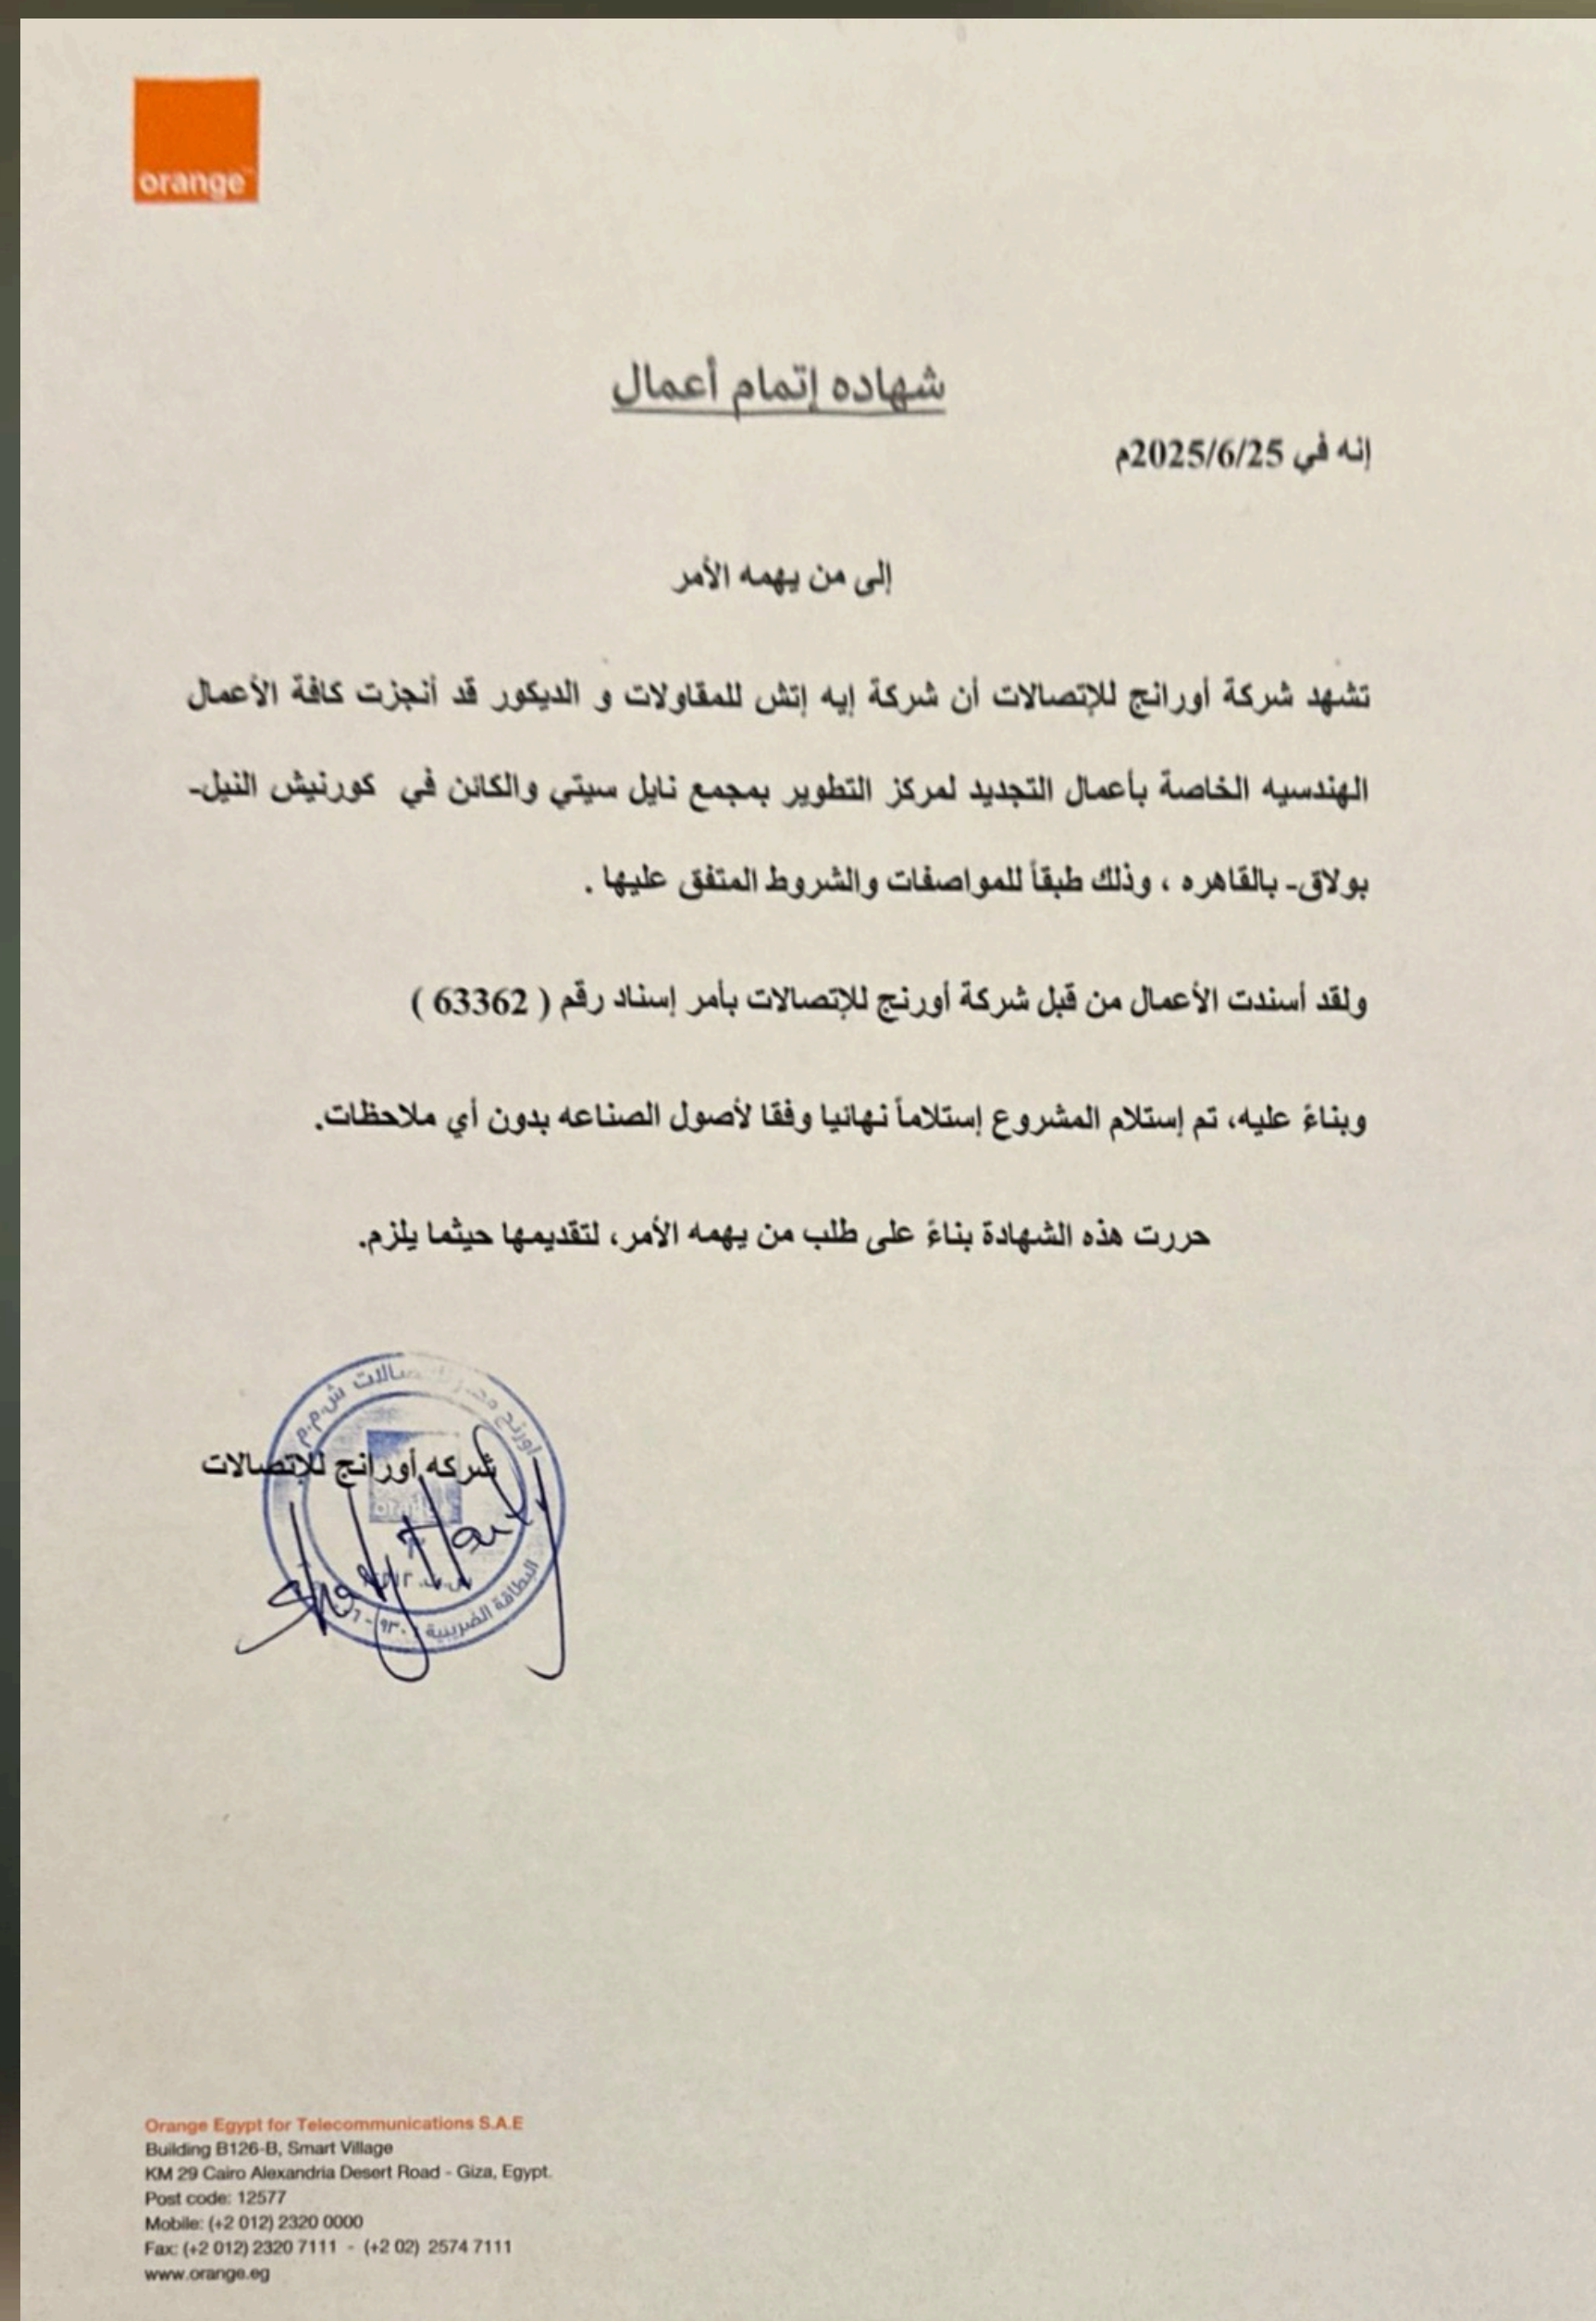 orange
شهاده إتمام أعمال
إنه في 2025/6/25م
إلى من يهمه الأمر
تشهد شركة أورانج للإتصالات أن شركة إيه إتش للمقاولات و الديكور قد أنجزت كافة الأعمال
الهندسيه الخاصة بأعمال التجديد لمركز التطوير بمجمع نايل سيتي والكائن في كورنيش النيل-
بولاق- بالقاهره ، وذلك طبقاً للمواصفات والشروط المتفق عليها .
ولقد أسندت الأعمال من قبل شركة أورنج للإتصالات بأمر إسناد رقم ( 63362 )
وبناءً عليه، تم إستلام المشروع إستلاماً نهائيا وفقا لأصول الصناعه بدون أي ملاحظات.
حررت هذه الشهادة بناءً على طلب من يهمه الأمر، لتقديمها حيثما يلزم.
اورنج ش.م.م
شركه أورانج للإتصالات
orange
البطاقة الضريبية
Orange Egypt for Telecommunications S.A.E
Building B126-B, Smart Village
KM 29 Cairo Alexandria Desert Road - Giza, Egypt.
Post code: 12577
Mobile: (+2 012) 2320 0000
Fax: (+2 012) 2320 7111 - (+2 02) 2574 7111
www.orange.eg